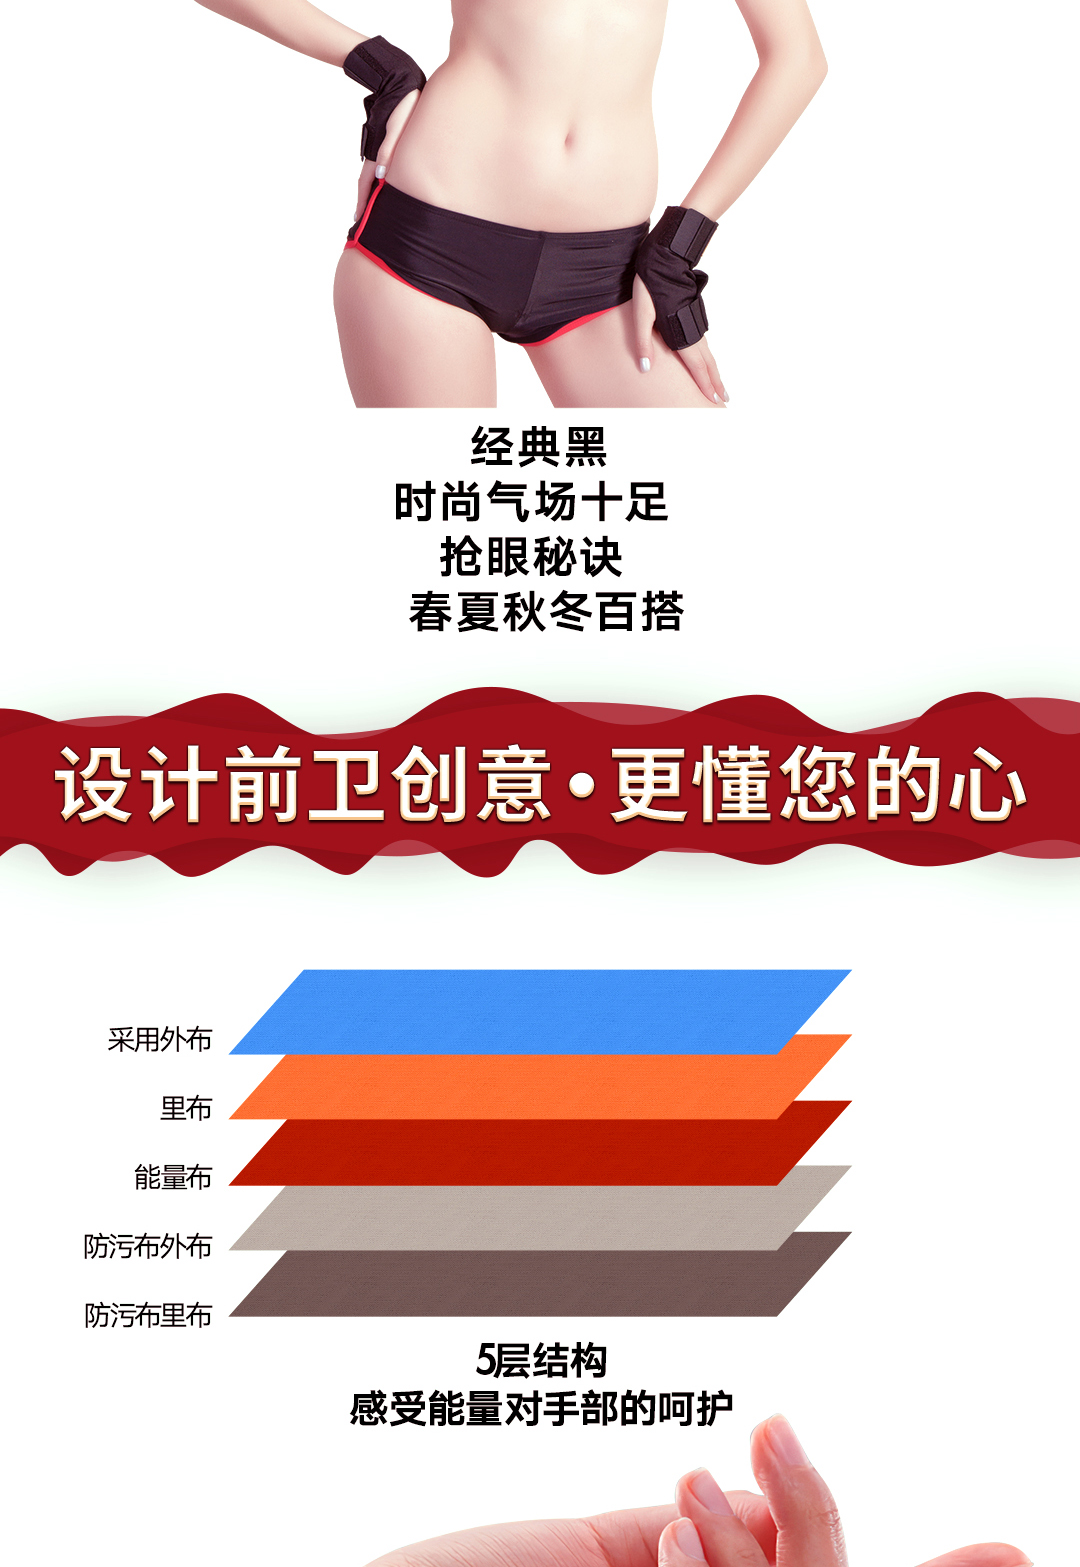 经典黑
时尚气场十足
抢眼秘诀
春夏秋冬百搭
设计前卫创意·更懂您的心
采用外布
里布
能量布
防污布外布
防污布里布
5层结构
感受能量对手部的呵护